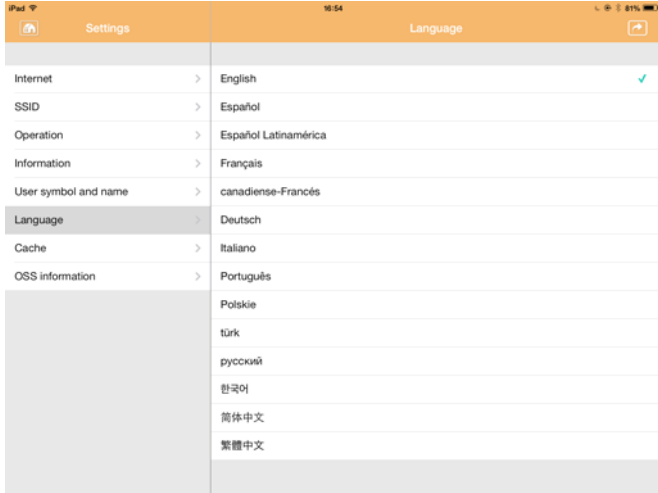 iPad 16:54 81%
Settings
Language
Internet
SSID
Operation
Information
User symbol and name
Language
Cache
OSS information
English
Español
Español Latinamérica
Français
canadiense-Francés
Deutsch
Italiano
Português
Polskie
türk
русский
한국어
简体中文
繁體中文